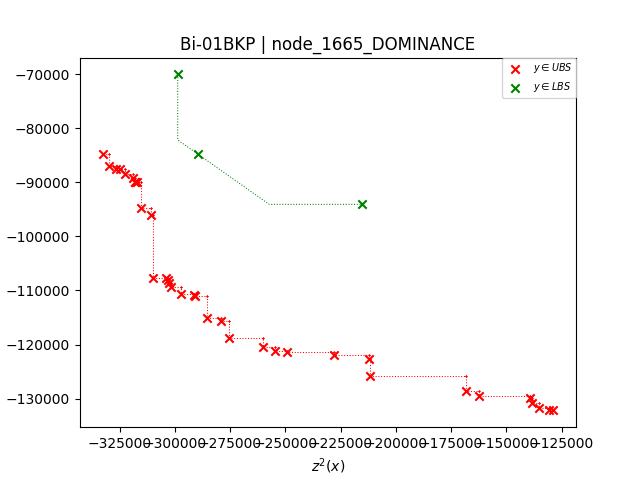 Bi-01BKP | node_1665_DOMINANCE
y ∈ UBS
y ∈ LBS
−70000
−80000
−90000
−100000
−110000
−120000
−130000
−325000 −300000 −275000 −250000 −225000 −200000 −175000 −150000 −125000
z²(x)